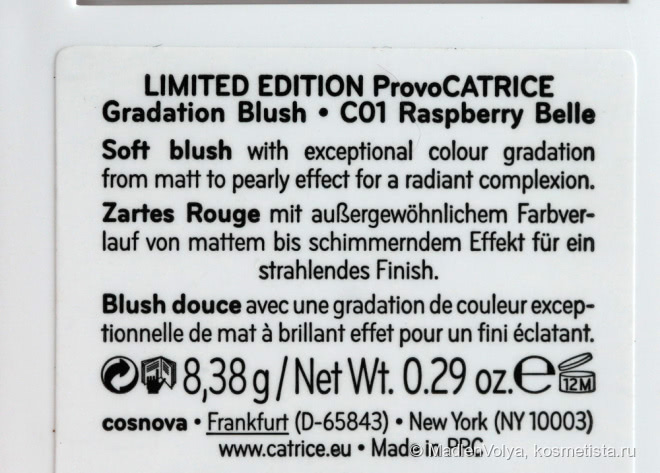 LIMITED EDITION ProvoCATRICE
Gradation Blush • C01 Raspberry Belle
Soft blush with exceptional colour gradation
from matt to pearly effect for a radiant complexion.
Zartes Rouge mit außergewöhnlichem Farbver-
lauf von mattem bis schimmerndem Effekt für ein
strahlendes Finish.
Blush douce avec une gradation de couleur excep-
tionnelle de mat à brillant effet pour un fini éclatant.
8,38 g / Net Wt. 0.29 oz. e 12M
cosnova • Frankfurt (D-65843) • New York (NY 10003)
www.catrice.eu • Made in PRC
© MadienVolya, kosmetista.ru